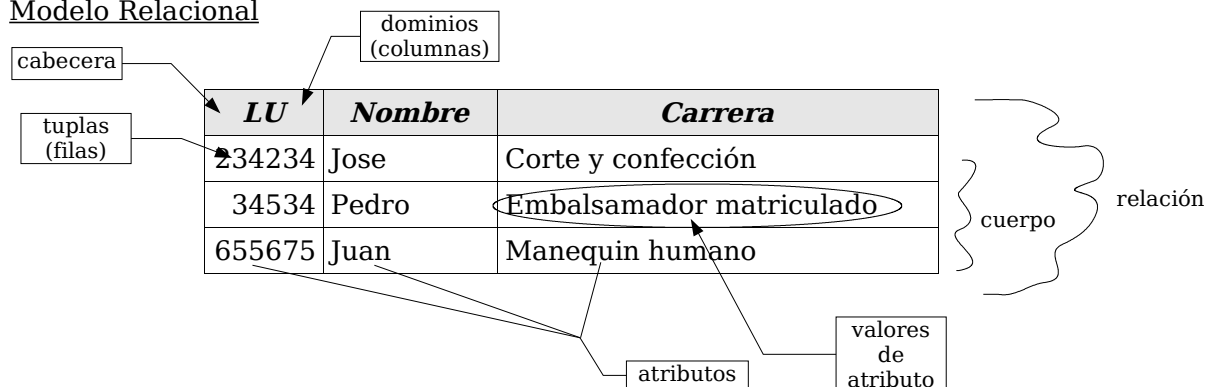 Modelo Relacional
dominios
(columnas)
cabecera
tuplas
(filas)
LU Nombre Carrera
234234 Jose Corte y confección
34534 Pedro Embalsamador matriculado
655675 Juan Manequin humano
cuerpo
relación
atributos
valores
de
atributo